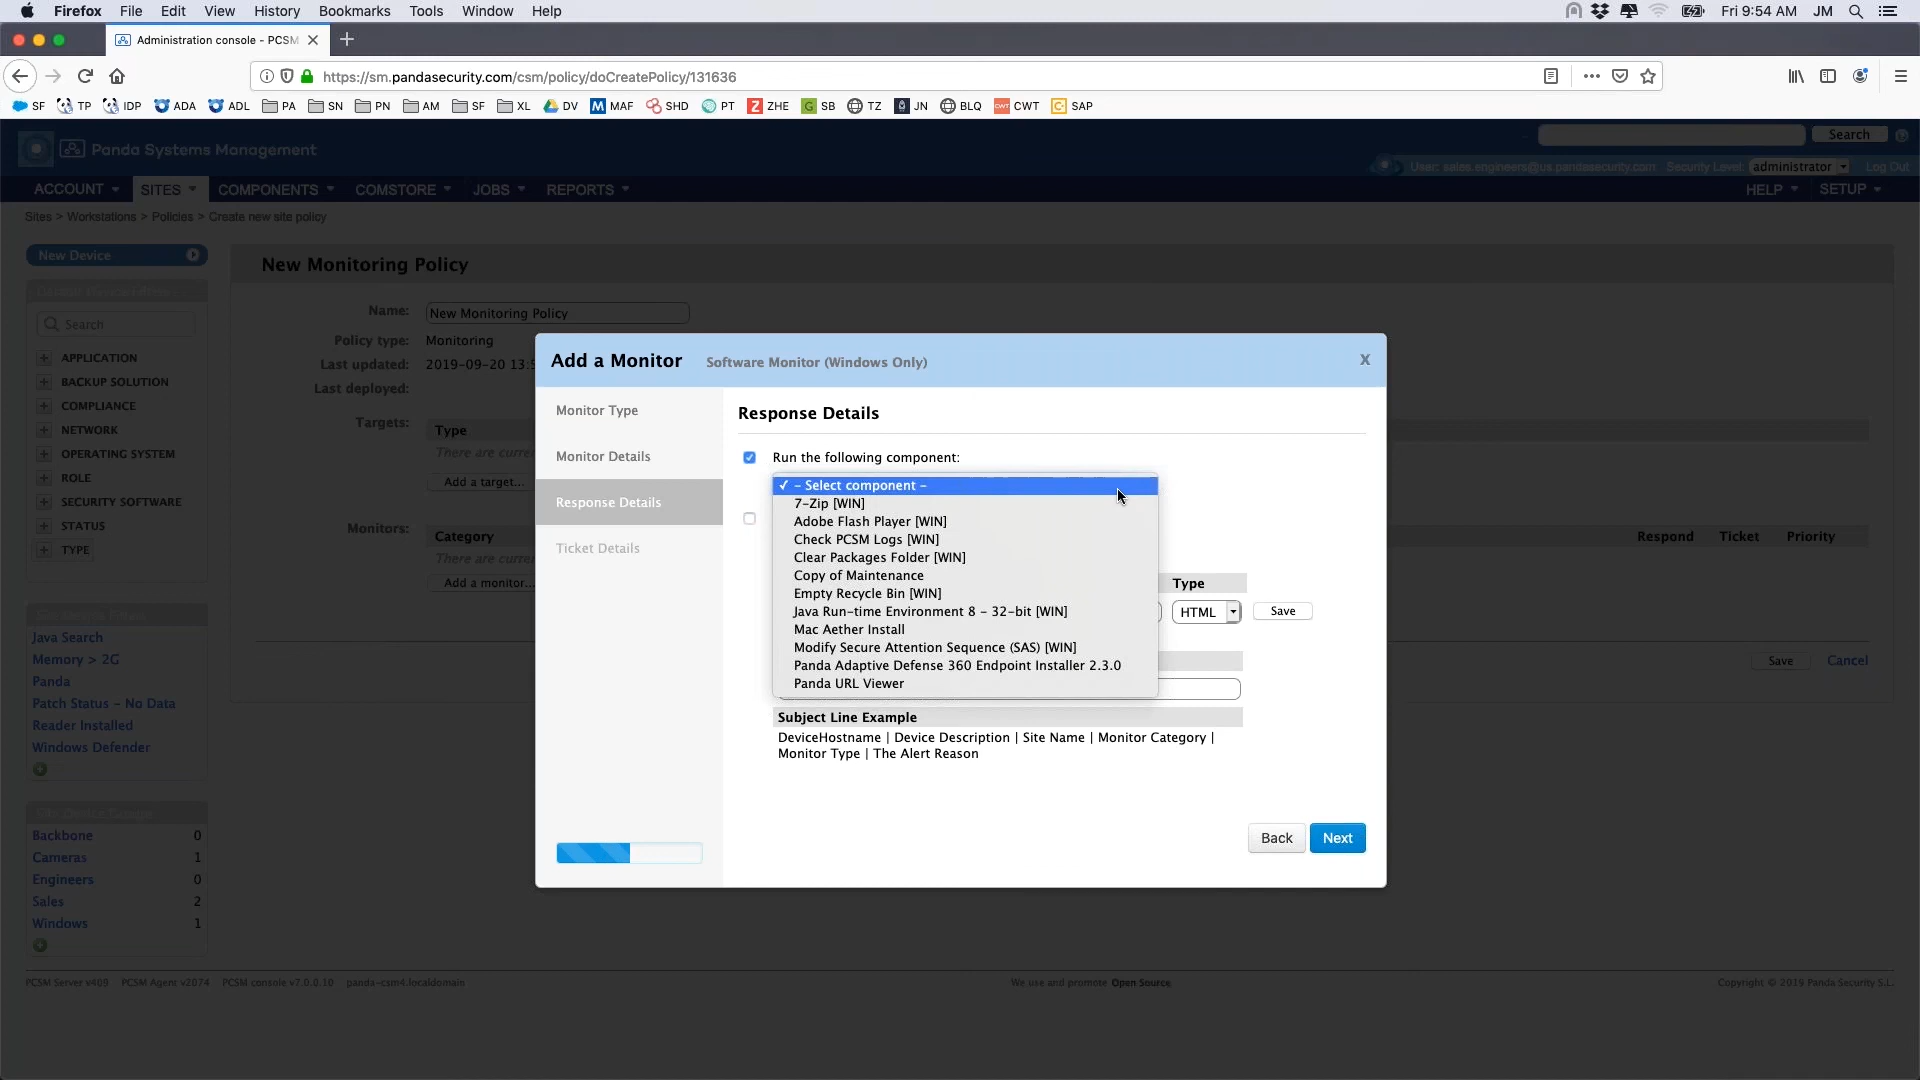 Firefox File Edit View History Bookmarks Tools Window Help Fri 9:54 AM JM
Administration console - PCSM
https://sm.pandasecurity.com/csm/policy/doCreatePolicy/131636
SF TP IDP ADA ADL PA SN PN AM SF XL DV MAF SHD PT ZHE SB TZ JN BLQ CWT SAP
Panda Systems Management
Search
User: sales.engineers@us.pandasecurity.com Security Level: administrator Log Out
ACCOUNT SITES COMPONENTS COMSTORE JOBS REPORTS HELP SETUP
Sites > Workstations > Policies > Create new site policy
New Device
Search
APPLICATION
BACKUP SOLUTION
COMPLIANCE
NETWORK
OPERATING SYSTEM
ROLE
SECURITY SOFTWARE
STATUS
TYPE
Java Search
Memory > 2G
Panda
Patch Status - No Data
Reader Installed
Windows Defender
Backbone 0
Cameras 1
Engineers 0
Sales 2
Windows 1
New Monitoring Policy
Name: New Monitoring Policy
Policy type: Monitoring
Last updated: 2019-09-20 13:5
Last deployed:
Targets: Type
There are curre
Add a target...
Monitors: Category Respond Ticket Priority
There are curre
Add a monitor...
Save Cancel
Add a Monitor Software Monitor (Windows Only) X
Monitor Type
Monitor Details
Response Details
Ticket Details
Response Details
Run the following component:
✓ – Select component –
7-Zip [WIN]
Adobe Flash Player [WIN]
Check PCSM Logs [WIN]
Clear Packages Folder [WIN]
Copy of Maintenance
Empty Recycle Bin [WIN]
Java Run-time Environment 8 - 32-bit [WIN]
Mac Aether Install
Modify Secure Attention Sequence (SAS) [WIN]
Panda Adaptive Defense 360 Endpoint Installer 2.3.0
Panda URL Viewer
Type
HTML Save
Subject Line Example
DeviceHostname | Device Description | Site Name | Monitor Category |
Monitor Type | The Alert Reason
Back Next
PCSM Server v409 PCSM Agent v2074 PCSM console v7.0.0.10 panda-csm4.localdomain We use and promote Open Source Copyright © 2019 Panda Security S.L.